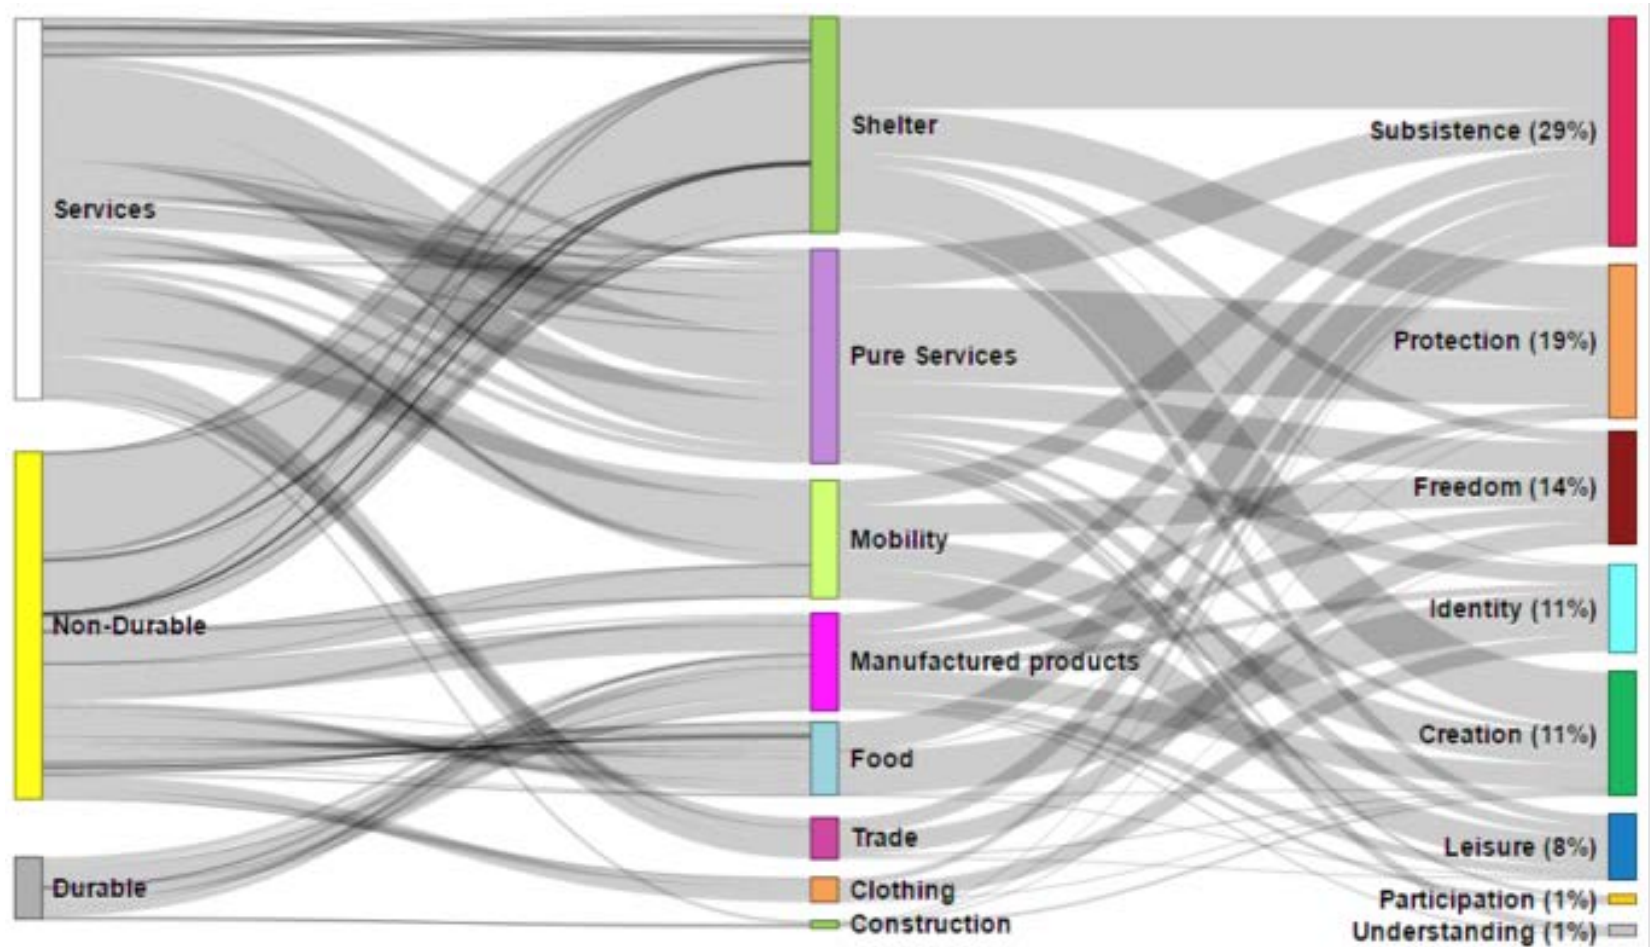 Services
Non-Durable
Durable
Shelter
Pure Services
Mobility
Manufactured products
Food
Trade
Clothing
Construction
Subsistence (29%)
Protection (19%)
Freedom (14%)
Identity (11%)
Creation (11%)
Leisure (8%)
Participation (1%)
Understanding (1%)